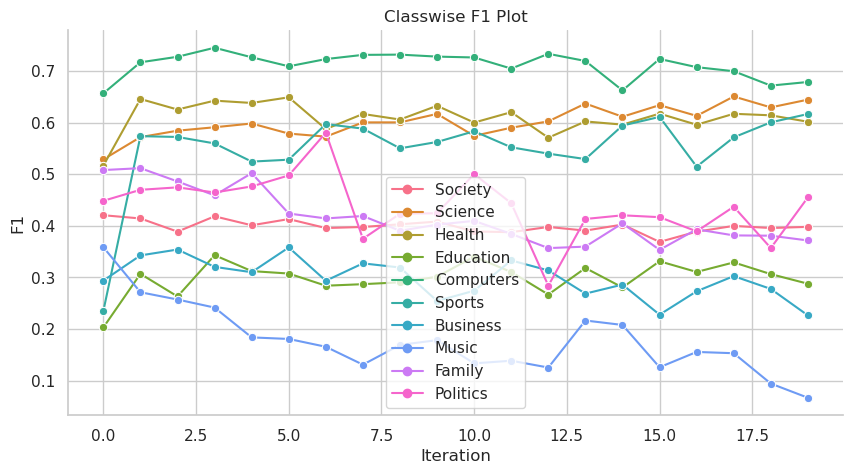 Classwise F1 Plot
F1
0.7
0.6
0.5
0.4
0.3
0.2
0.1
Society
Science
Health
Education
Computers
Sports
Business
Music
Family
Politics
0.0 2.5 5.0 7.5 10.0 12.5 15.0 17.5
Iteration